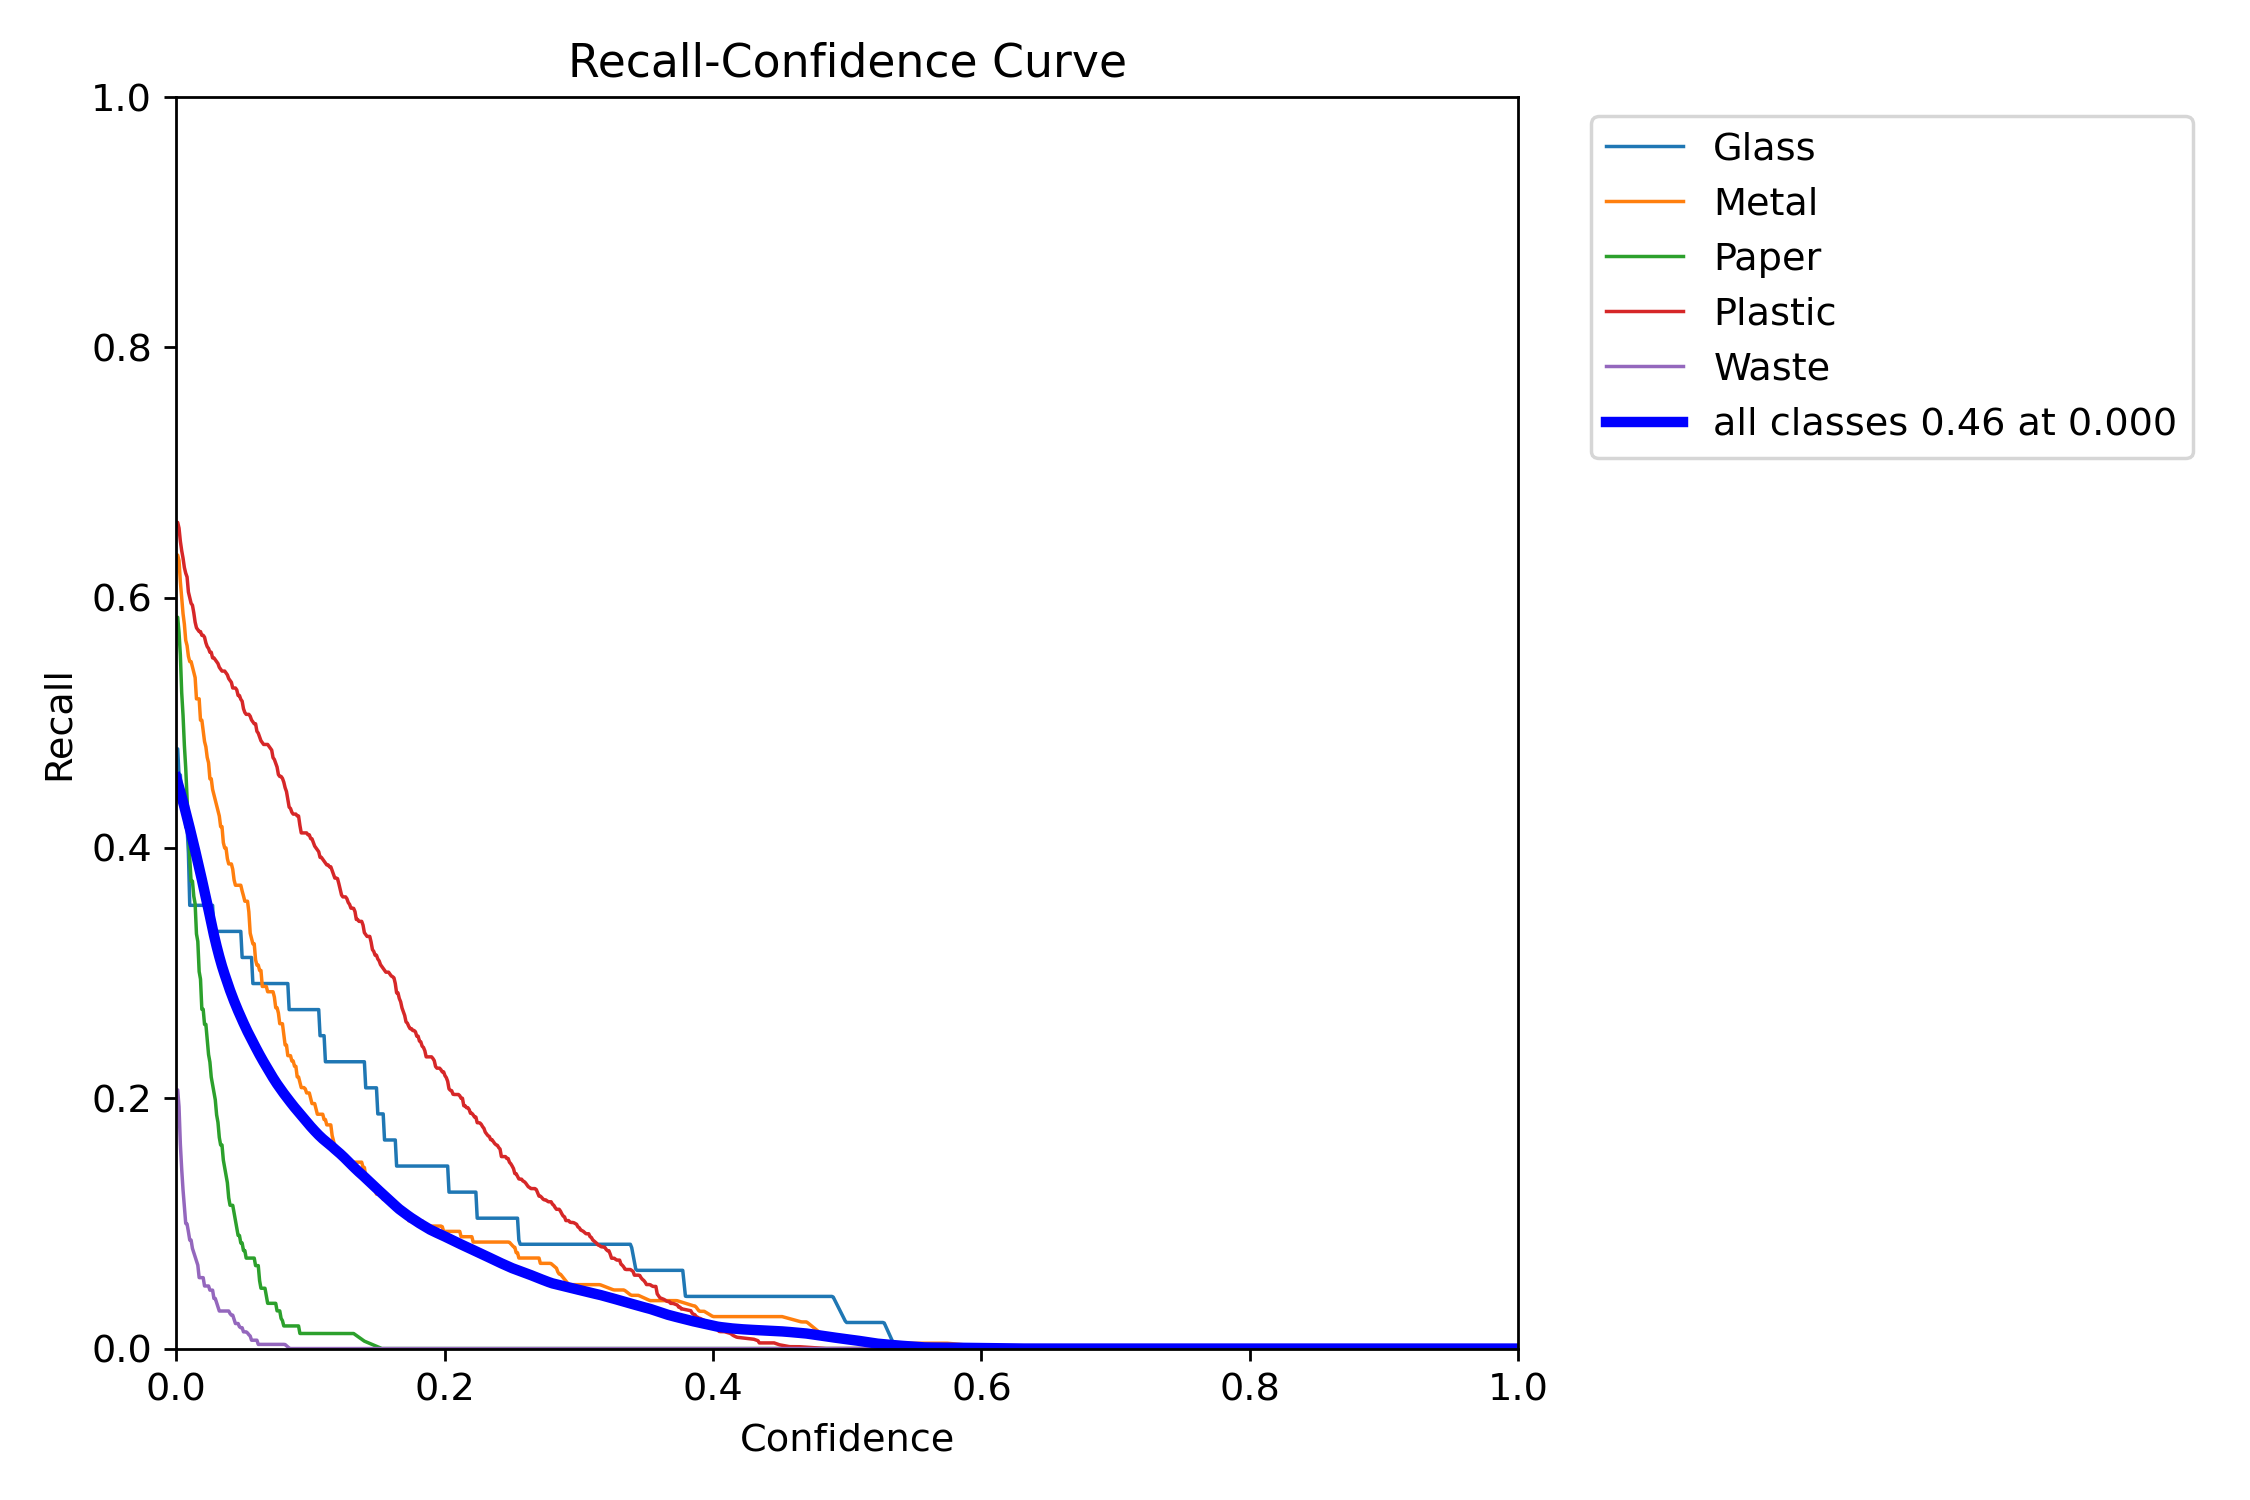 Recall-Confidence Curve
1.0
0.8
0.6
0.4
0.2
0.0
Recall
0.0 0.2 0.4 0.6 0.8 1.0
Confidence
Glass
Metal
Paper
Plastic
Waste
all classes 0.46 at 0.000